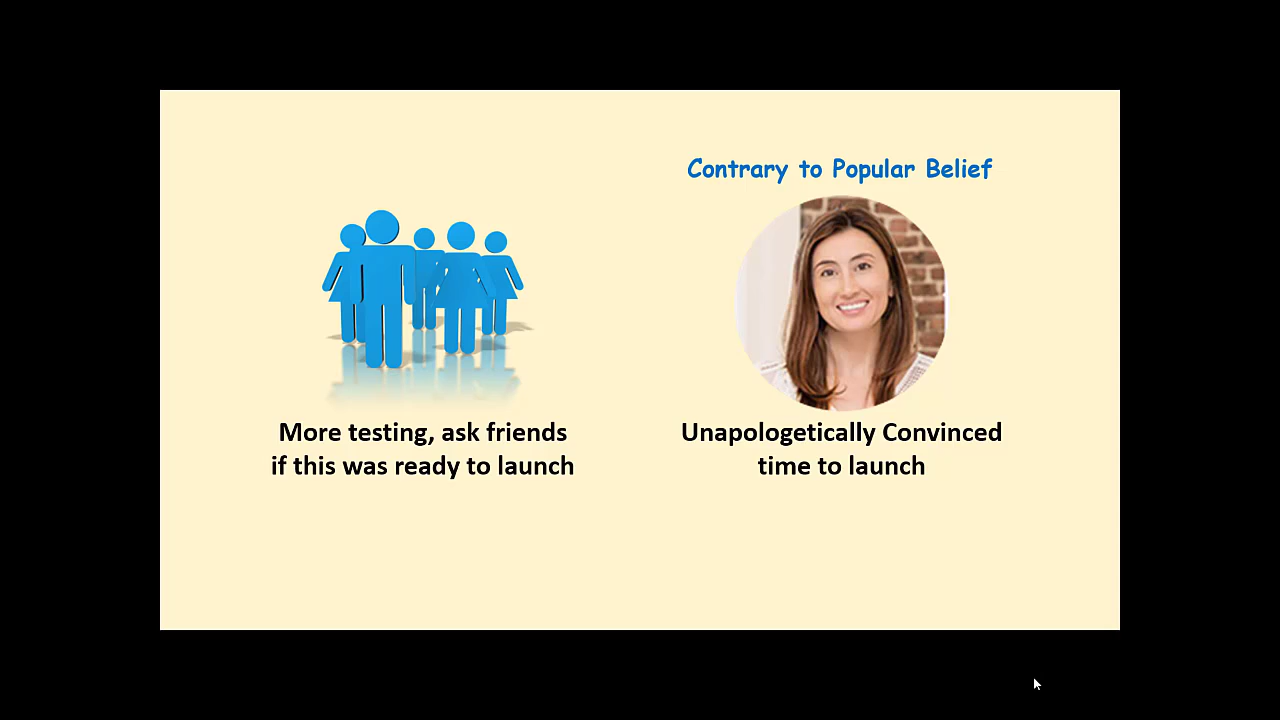 Contrary to Popular Belief
More testing, ask friends
if this was ready to launch
Unapologetically Convinced
time to launch